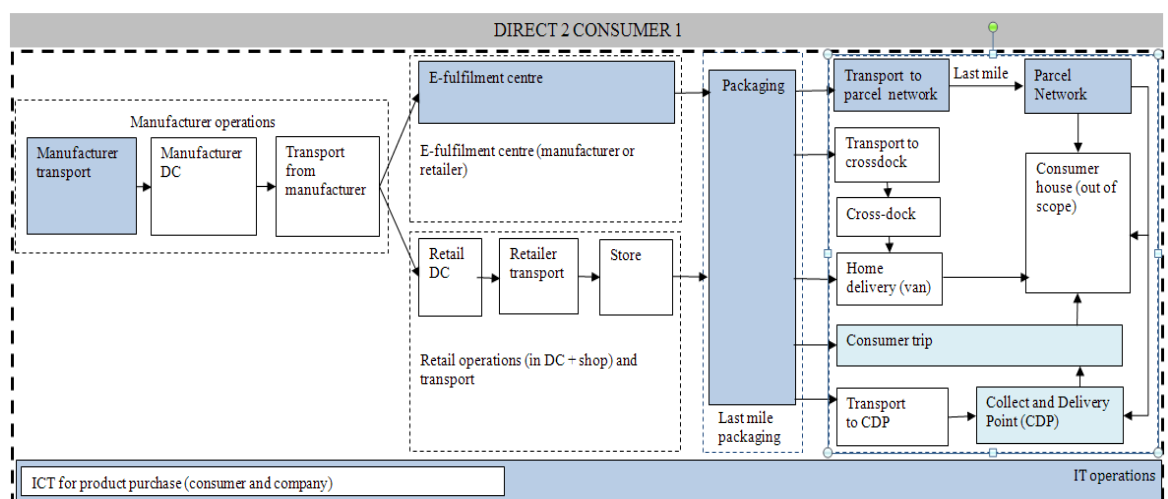 DIRECT 2 CONSUMER 1
Manufacturer operations
Manufacturer
transport
Manufacturer
DC
Transport
from
manufacturer
E-fulfilment centre
E-fulfilment centre (manufacturer or
retailer)
Retail
DC
Retailer
transport
Store
Retail operations (in DC + shop) and
transport
Packaging
Last mile
packaging
Transport to
parcel network
Last mile
Parcel
Network
Transport to
crossdock
Cross-dock
Home
delivery (van)
Consumer
house (out of
scope)
Consumer trip
Transport
to CDP
Collect and Delivery
Point (CDP)
ICT for product purchase (consumer and company)
IT operations